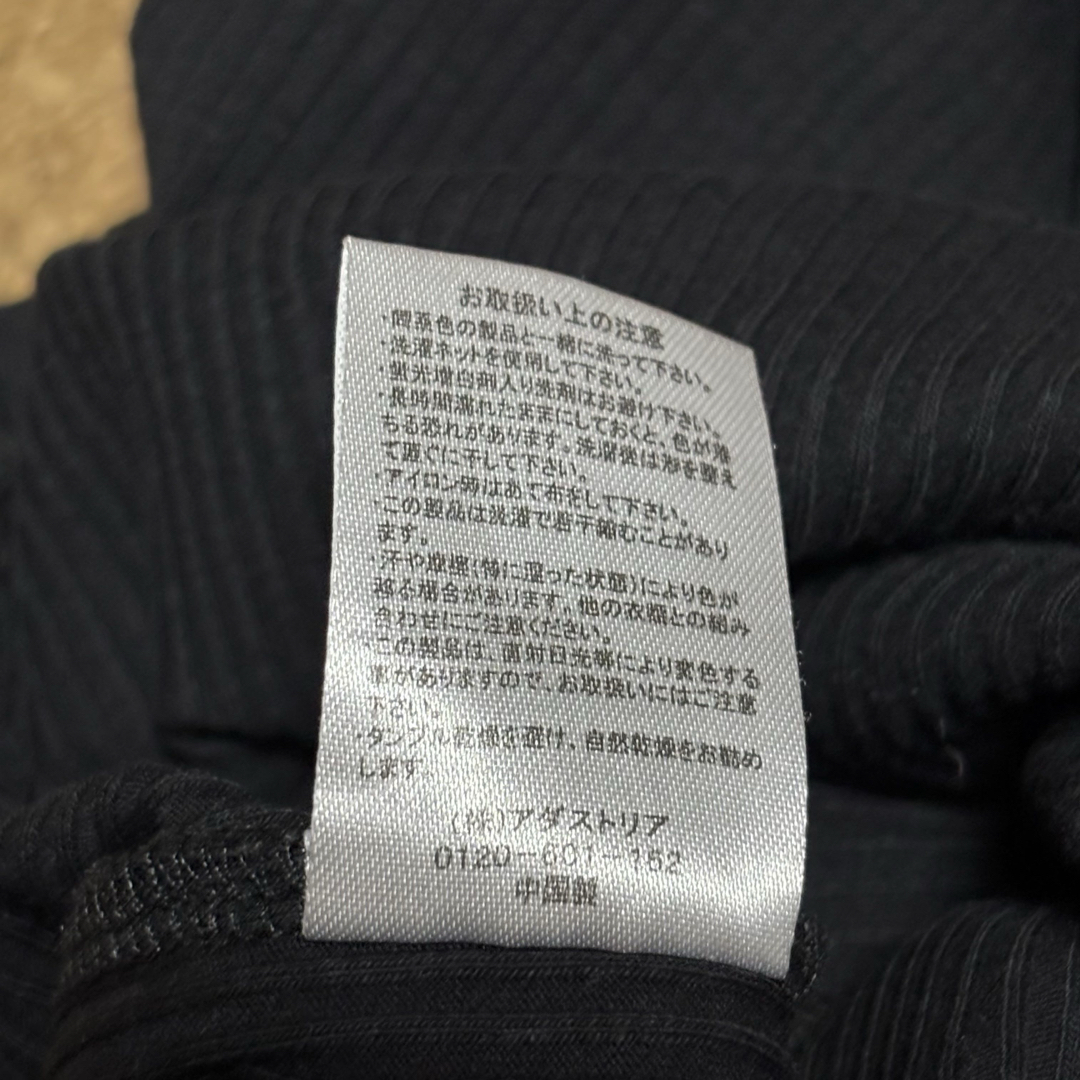 お取扱い上の注意
・同系色の製品と一緒に洗って下さい。
・洗濯ネットを使用して下さい。
・蛍光増白剤入り洗剤はお避け下さい。
・長時間濡れたままにしておくと、色が落
ちる恐れがあります。洗濯後は形を整え
て直ぐに干して下さい。
・アイロン時はあて布をして下さい。
・この製品は洗濯で若干縮むことがあり
ます。
・汗や摩擦(特に湿った状態)により色が
移る場合があります。他の衣類との組み
合わせにご注意ください。
この製品は、直射日光等により変色する
事がありますので、お取扱いにはご注意
下さい。
・タンブル乾燥を避け、自然乾燥をお勧め
します。
(株)アダストリア
0120-601-162
中国製